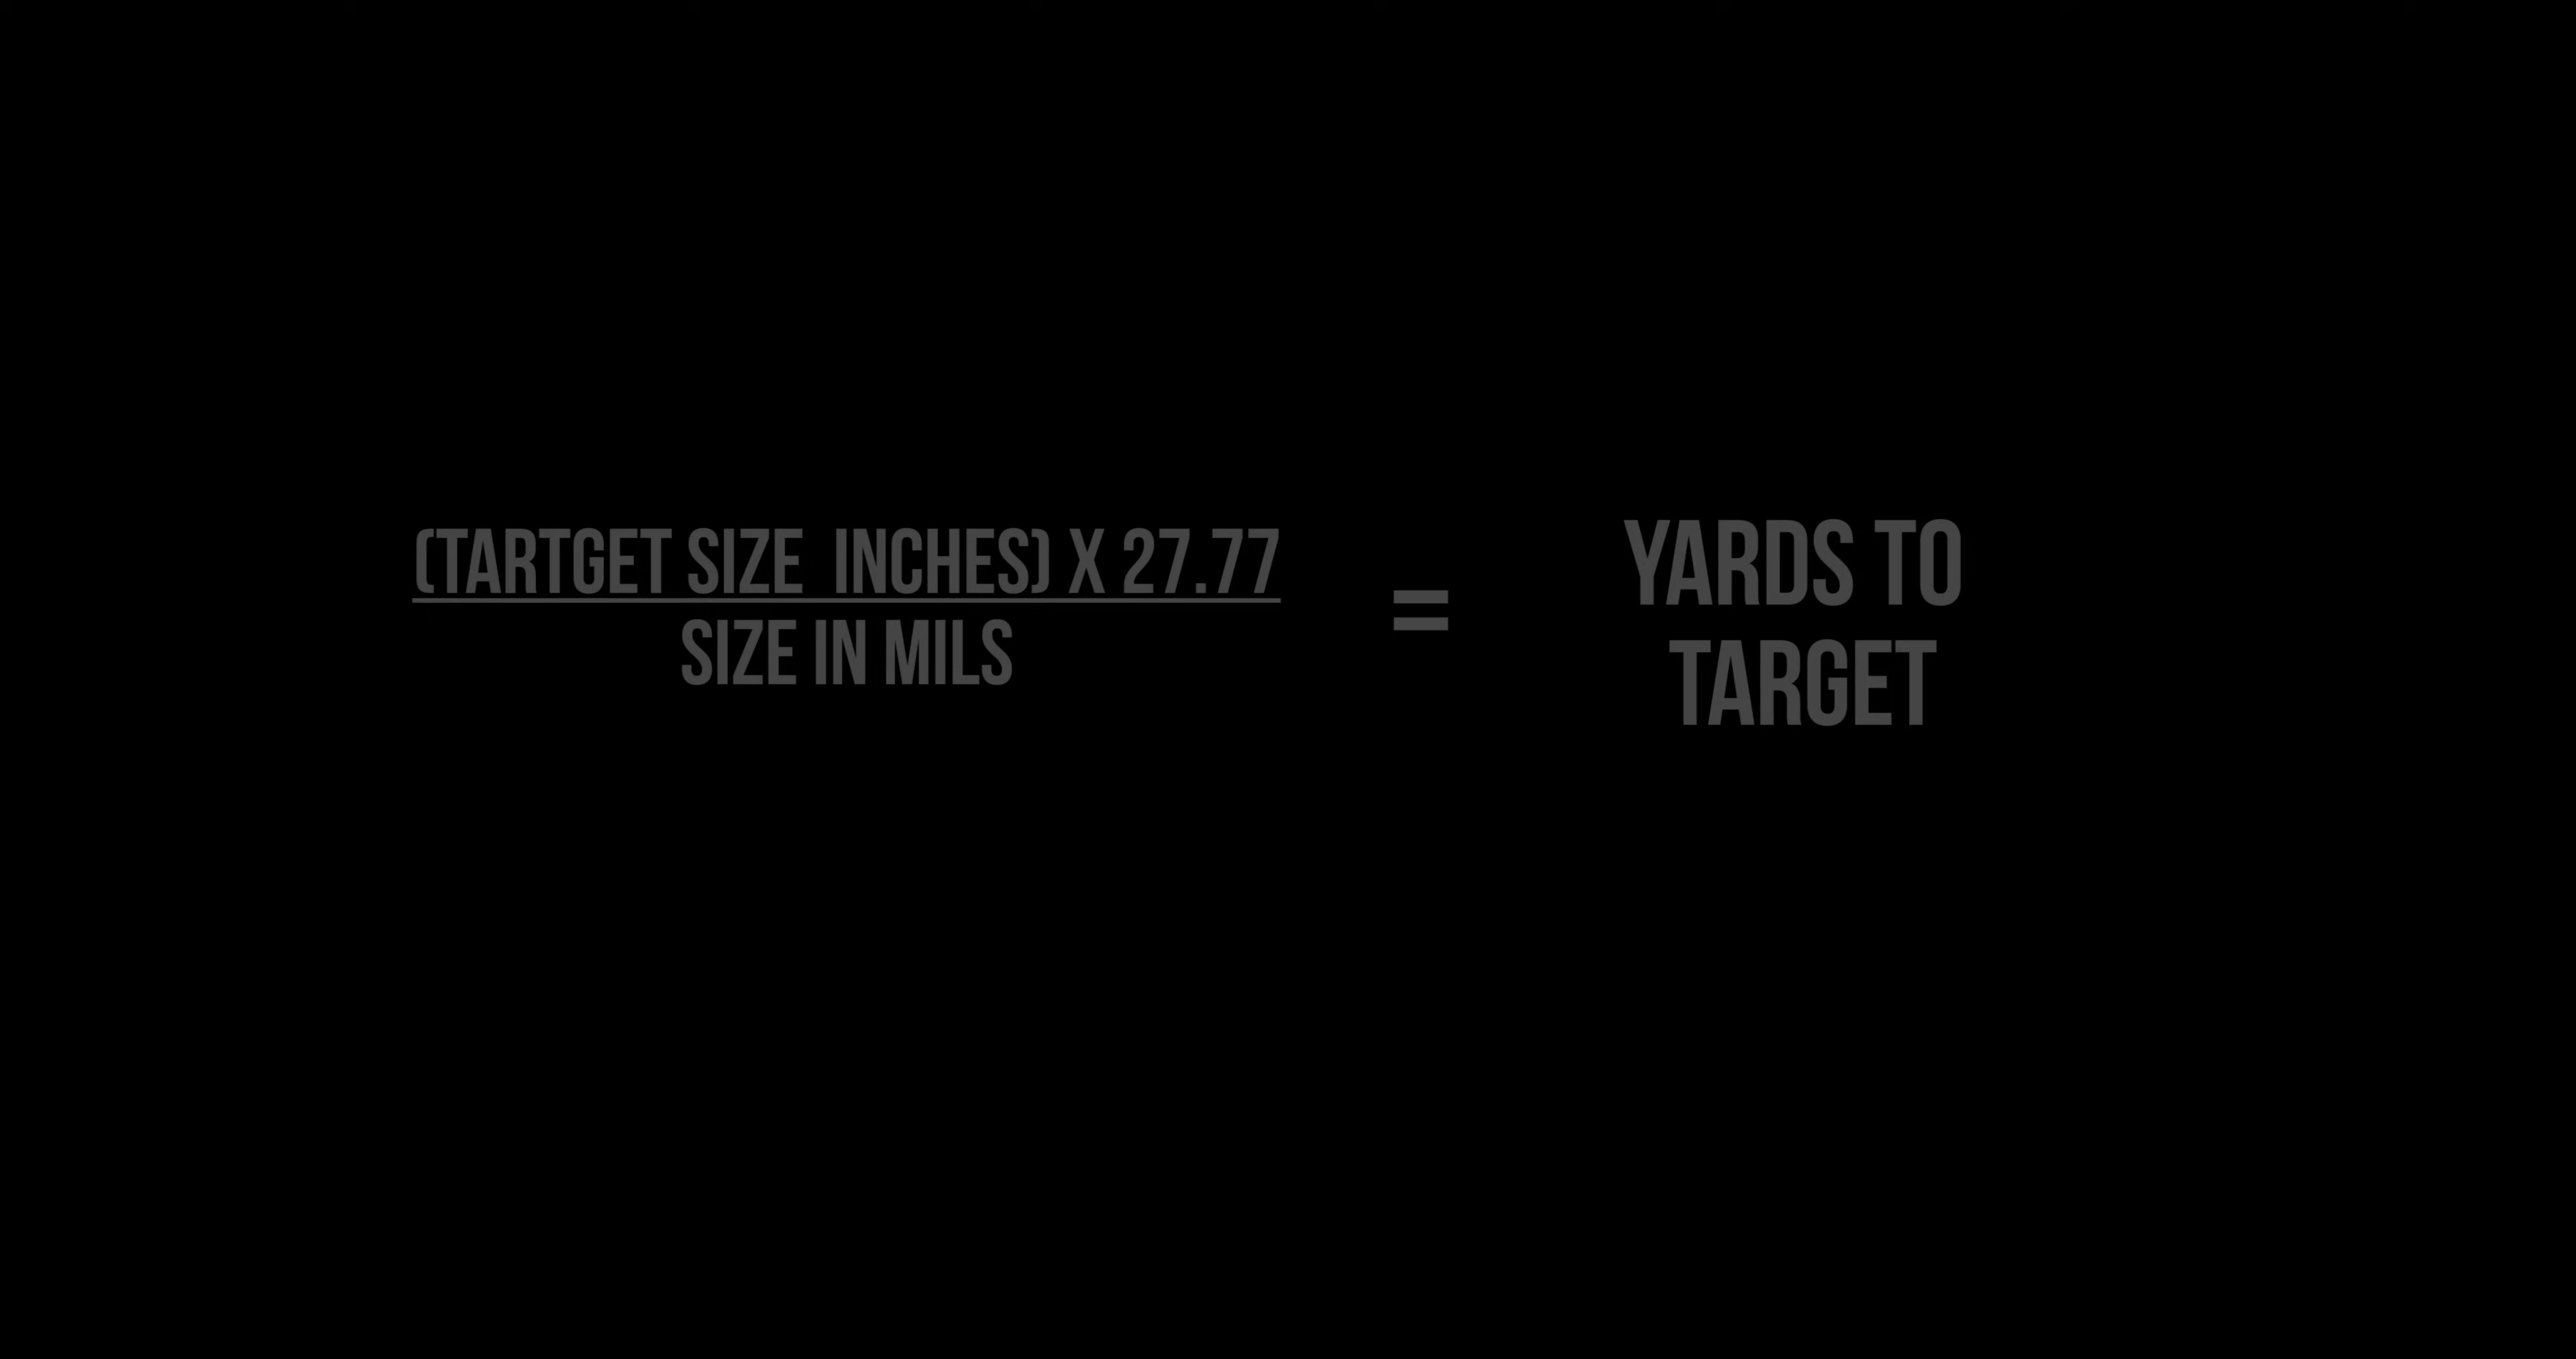 (TARTGET SIZE  INCHES) X 27.77
SIZE IN MILS
=
YARDS TO
TARGET